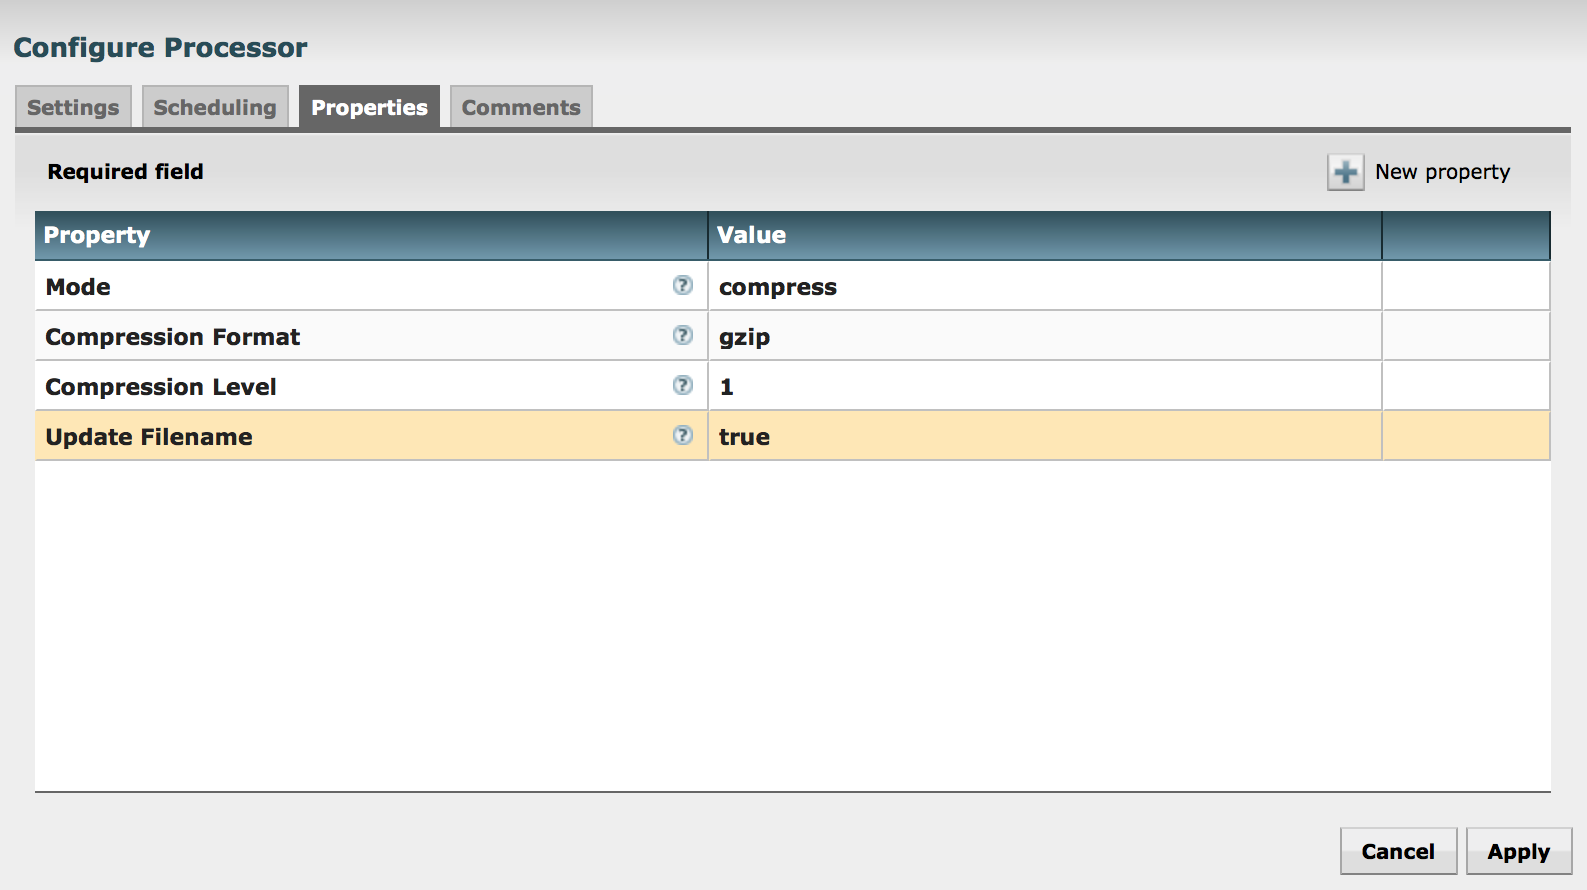 Configure Processor
Settings Scheduling Properties Comments
Required field New property
Property Value
Mode ? compress
Compression Format ? gzip
Compression Level ? 1
Update Filename ? true
Cancel Apply